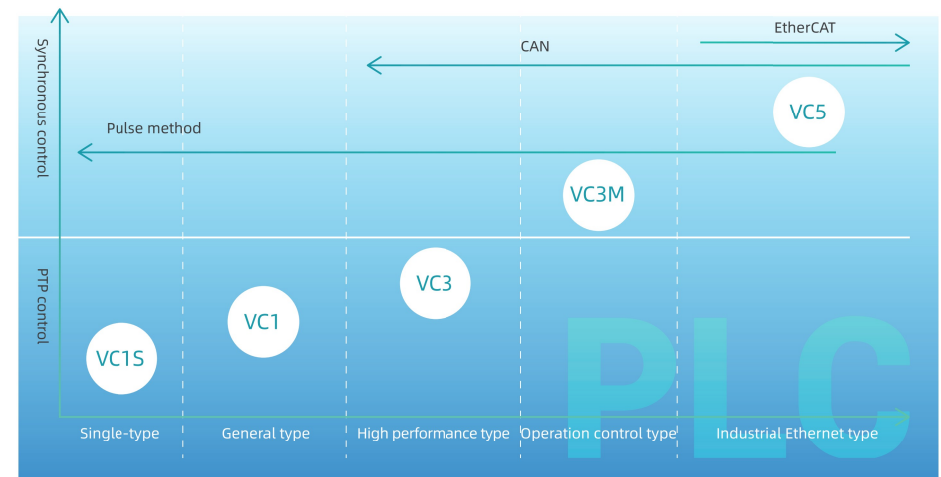 EtherCAT
CAN
Synchronous control
VC5
Pulse method
VC3M
PTP control
VC3
VC1
VC1S
PLC
Single-type
General type
High performance type
Operation control type
Industrial Ethernet type